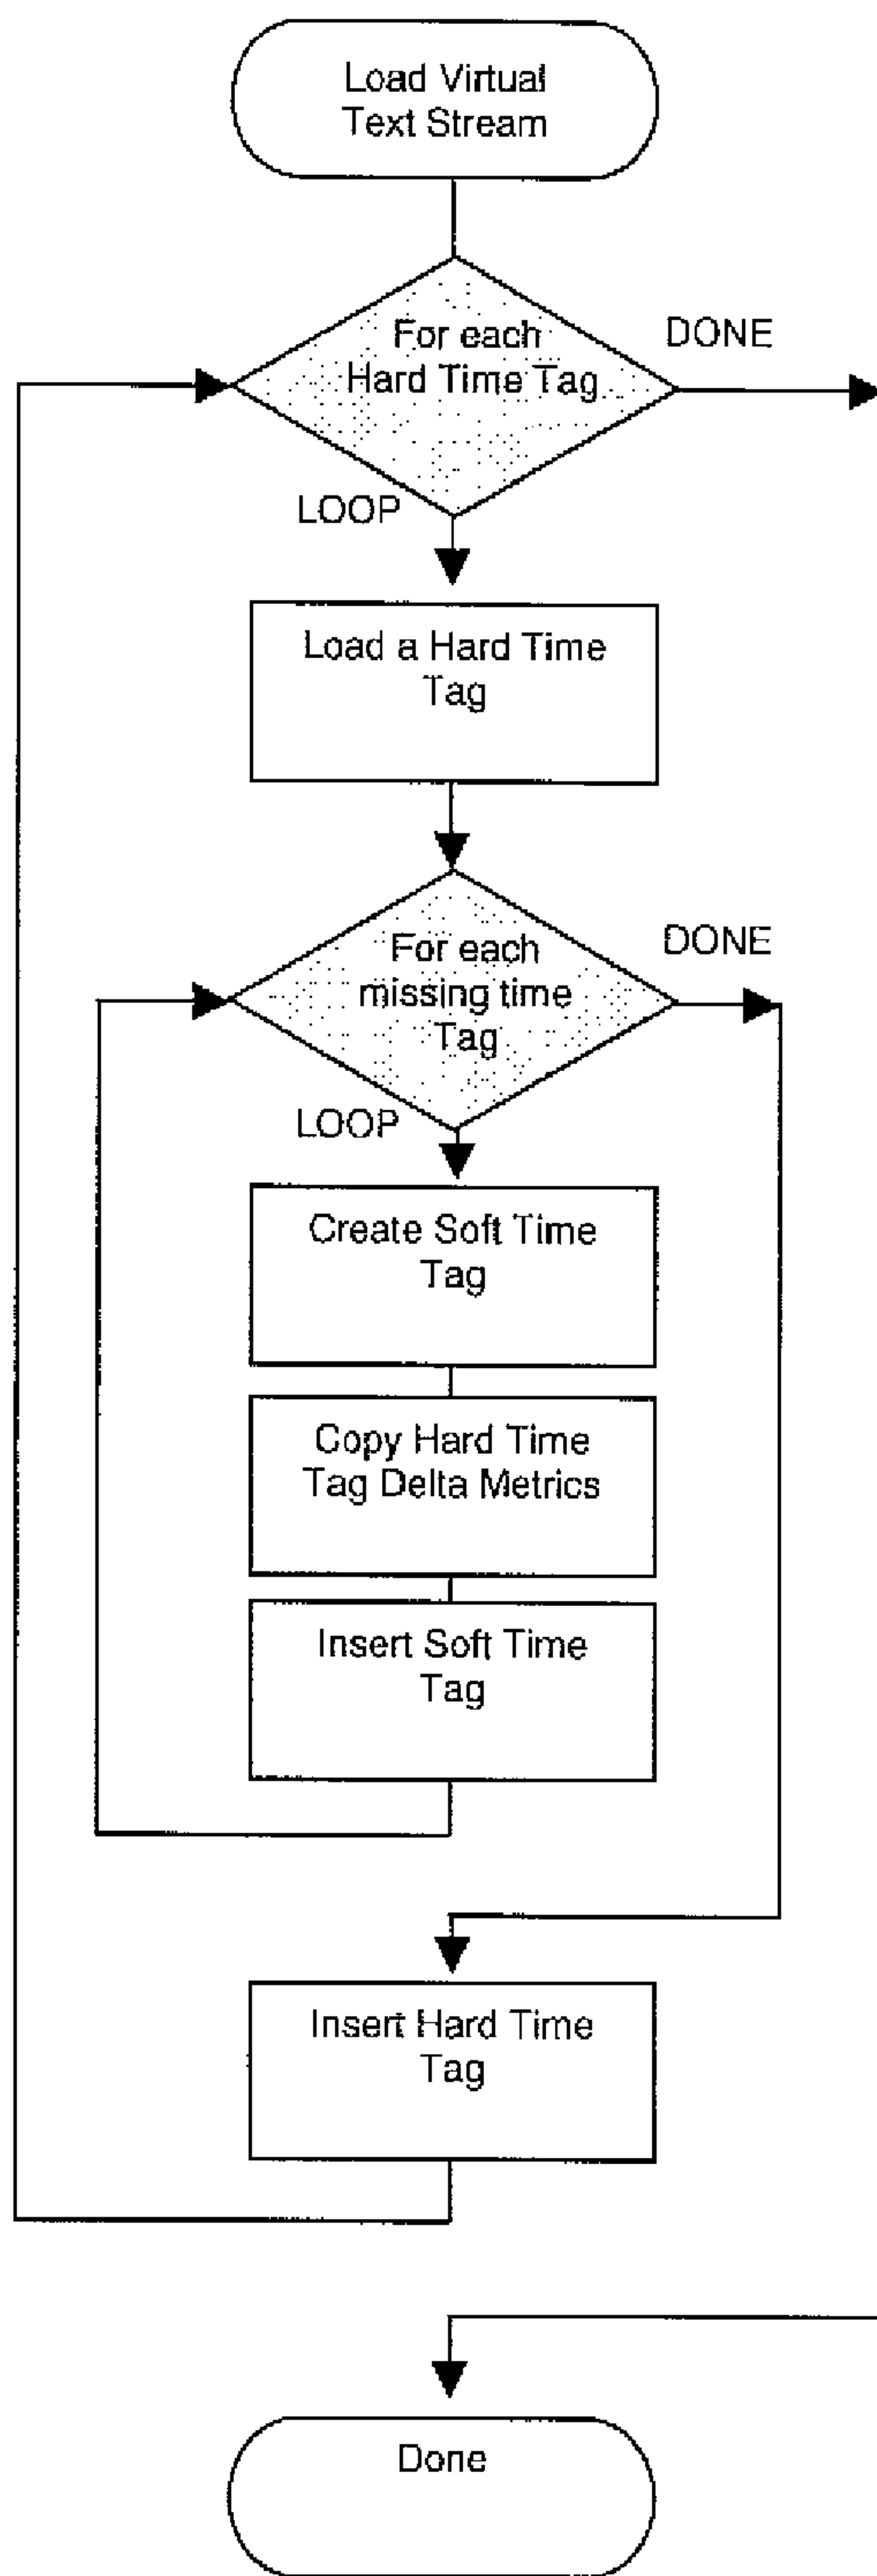 Load Virtual
Text Stream
For each
Hard Time Tag
DONE
LOOP
Load a Hard Time
Tag
For each
missing time
Tag
DONE
LOOP
Create Soft Time
Tag
Copy Hard Time
Tag Delta Metrics
Insert Soft Time
Tag
Insert Hard Time
Tag
Done